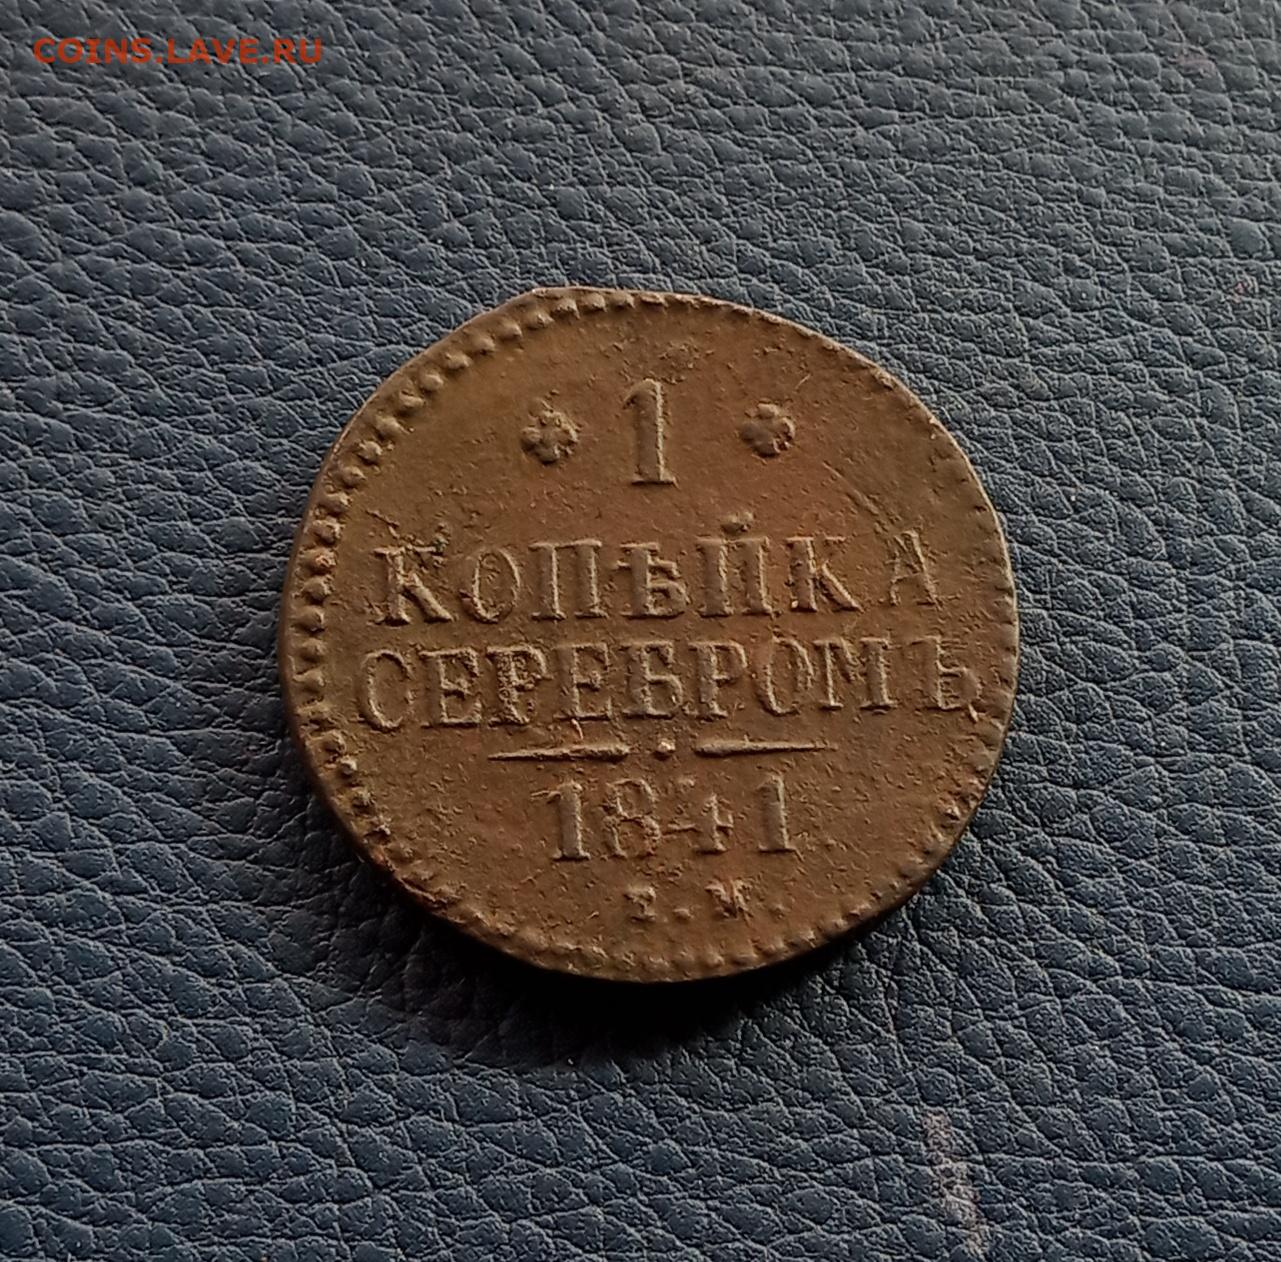 COINS.LAVE.RU
1
КОПѢЙКА
СЕРЕБРОМЪ
1841
Е.М.